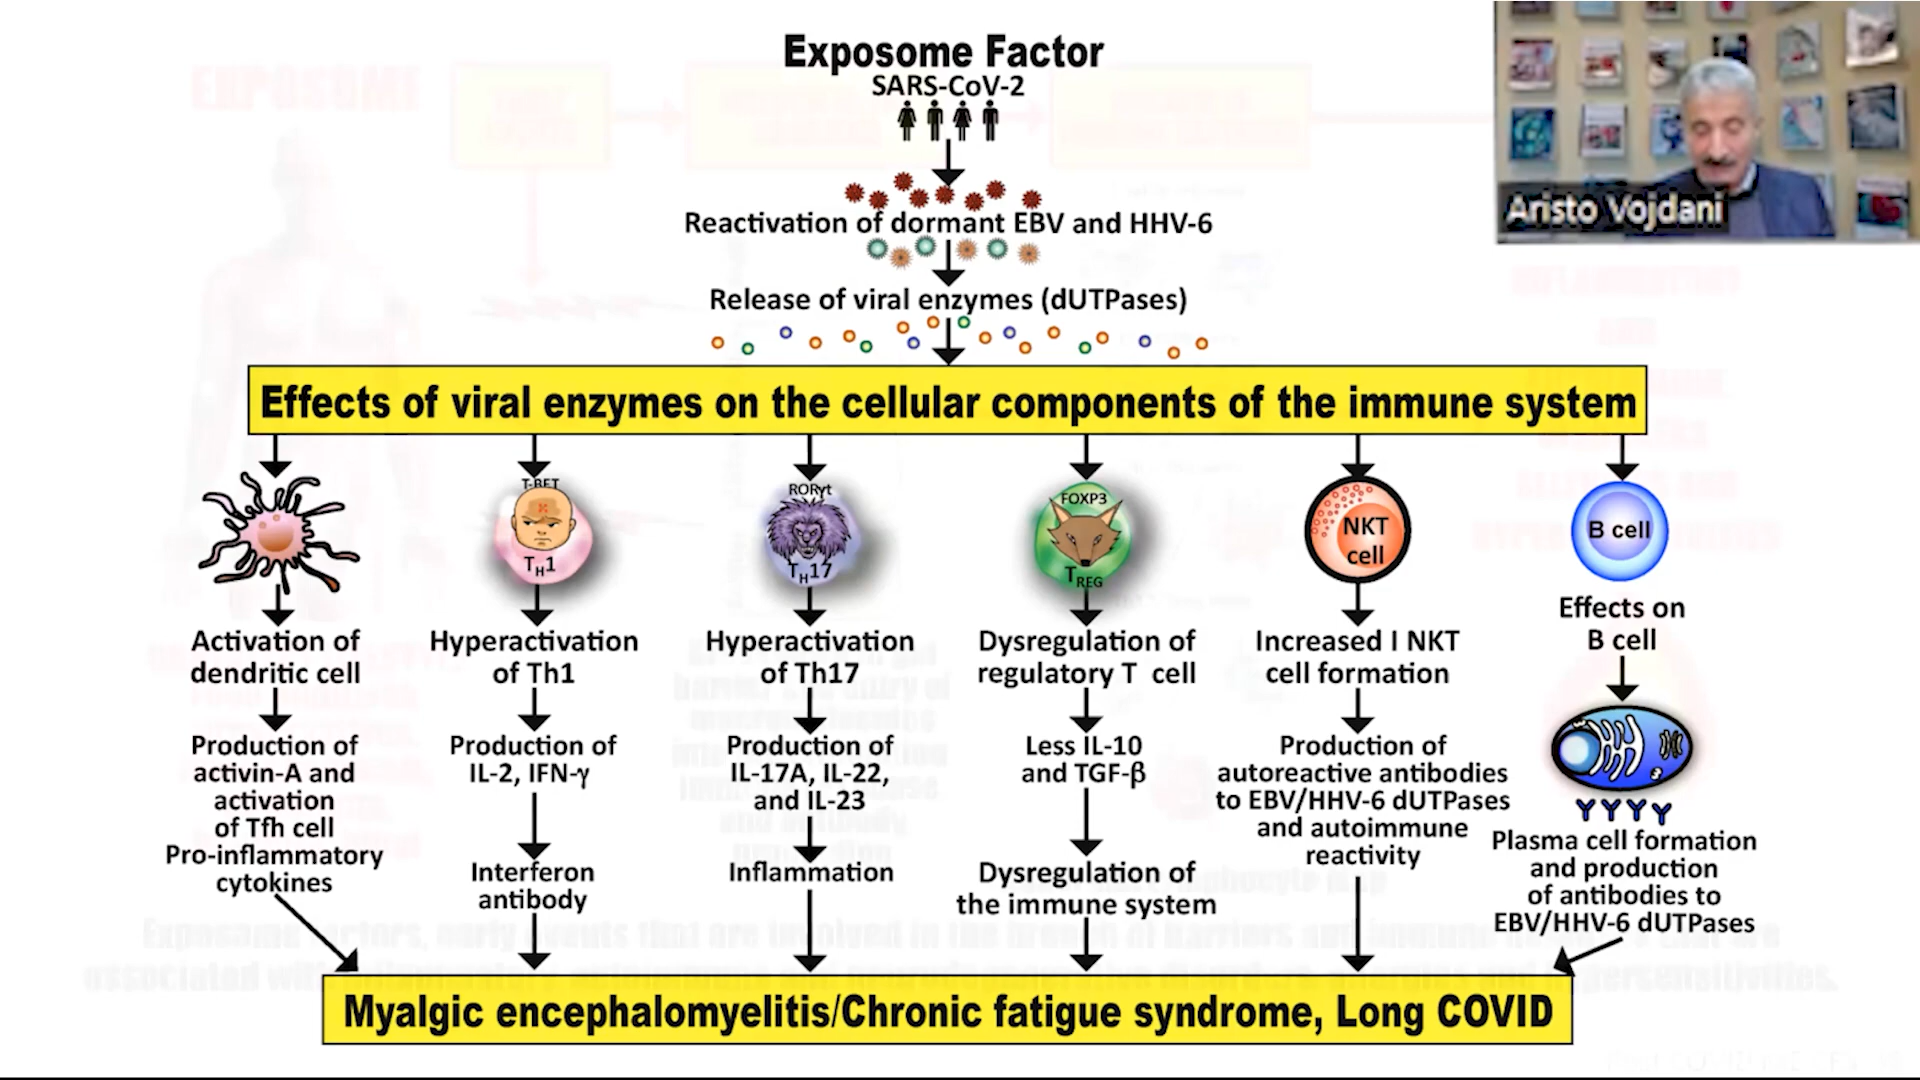 Exposome Factor
SARS-CoV-2
Aristo Vojdani
Reactivation of dormant EBV and HHV-6
Release of viral enzymes (dUTPases)
Effects of viral enzymes on the cellular components of the immune system
T-BET
TH1
RORγt
TH17
FOXP3
TREG
NKT
cell
B cell
Activation of
dendritic cell
Production of
activin-A and
activation
of Tfh cell
Pro-inflammatory
cytokines
Hyperactivation
of Th1
Production of
IL-2, IFN-γ
Interferon
antibody
Hyperactivation
of Th17
Production of
IL-17A, IL-22,
and IL-23
Inflammation
Dysregulation of
regulatory T cell
Less IL-10
and TGF-β
Dysregulation of
the immune system
Increased I NKT
cell formation
Production of
autoreactive antibodies
to EBV/HHV-6 dUTPases
and autoimmune
reactivity
Effects on
B cell
Plasma cell formation
and production
of antibodies to
EBV/HHV-6 dUTPases
Myalgic encephalomyelitis/Chronic fatigue syndrome, Long COVID
EXPOSOME